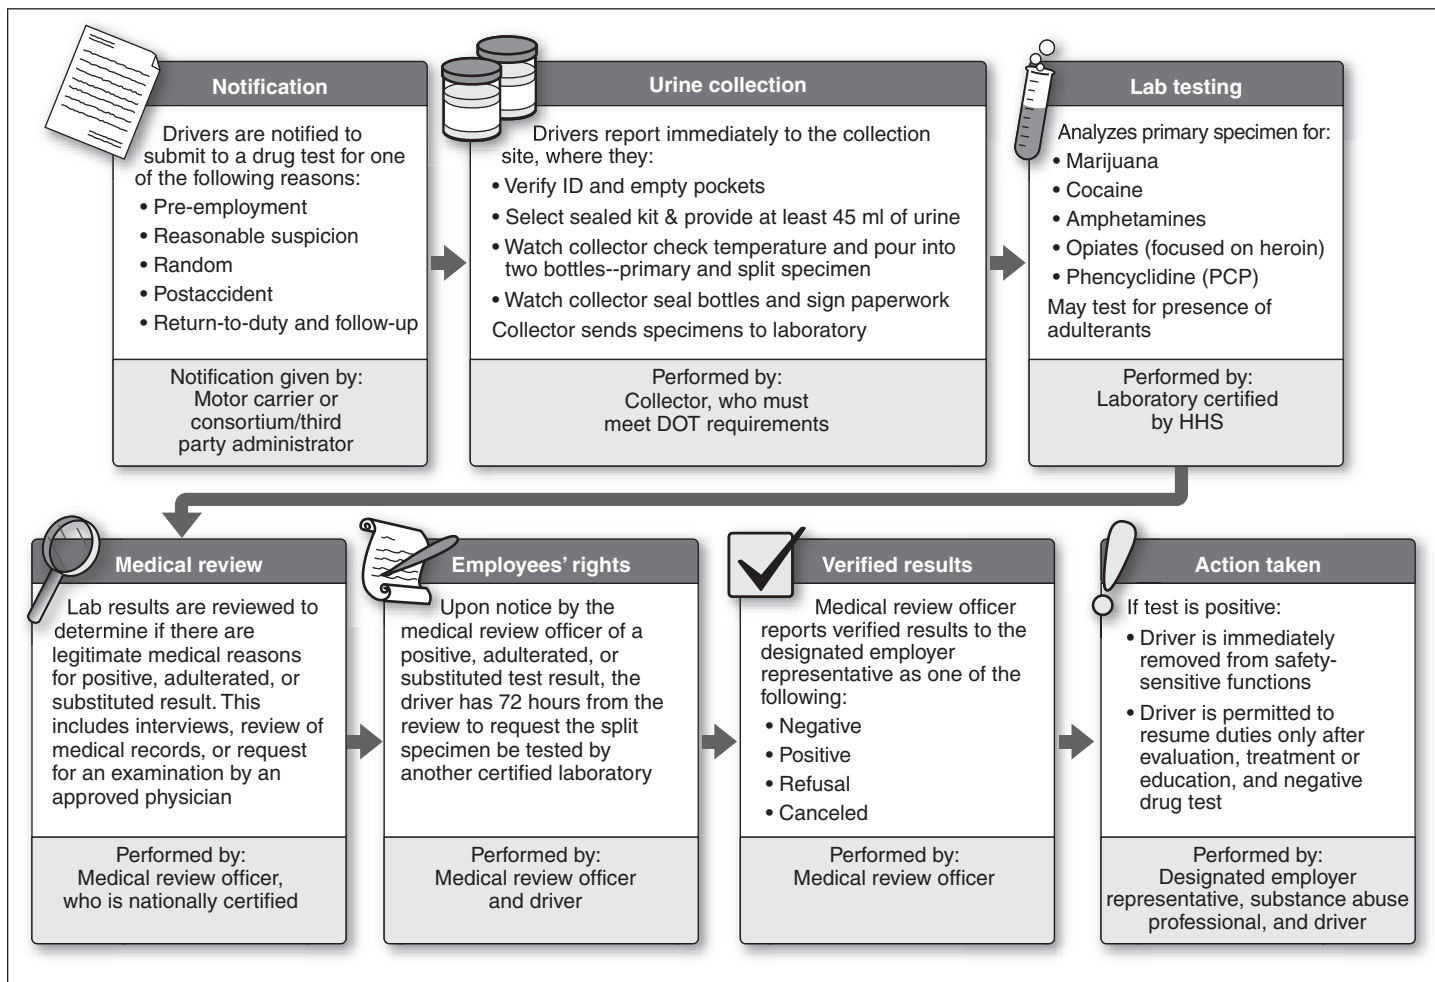 Notification
Drivers are notified to
submit to a drug test for one
of the following reasons:
• Pre-employment
• Reasonable suspicion
• Random
• Postaccident
• Return-to-duty and follow-up
Notification given by:
Motor carrier or
consortium/third
party administrator
Urine collection
Drivers report immediately to the collection
site, where they:
• Verify ID and empty pockets
• Select sealed kit & provide at least 45 ml of urine
• Watch collector check temperature and pour into
two bottles--primary and split specimen
• Watch collector seal bottles and sign paperwork
Collector sends specimens to laboratory
Performed by:
Collector, who must
meet DOT requirements
Lab testing
Analyzes primary specimen for:
• Marijuana
• Cocaine
• Amphetamines
• Opiates (focused on heroin)
• Phencyclidine (PCP)
May test for presence of
adulterants
Performed by:
Laboratory certified
by HHS
Medical review
Lab results are reviewed to
determine if there are
legitimate medical reasons
for positive, adulterated, or
substituted result. This
includes interviews, review of
medical records, or request
for an examination by an
approved physician
Performed by:
Medical review officer,
who is nationally certified
Employees’ rights
Upon notice by the
medical review officer of a
positive, adulterated, or
substituted test result, the
driver has 72 hours from the
review to request the split
specimen be tested by
another certified laboratory
Performed by:
Medical review officer
and driver
Verified results
Medical review officer
reports verified results to the
designated employer
representative as one of the
following:
• Negative
• Positive
• Refusal
• Canceled
Performed by:
Medical review officer
Action taken
If test is positive:
• Driver is immediately
removed from safety-
sensitive functions
• Driver is permitted to
resume duties only after
evaluation, treatment or
education, and negative
drug test
Performed by:
Designated employer
representative, substance abuse
professional, and driver